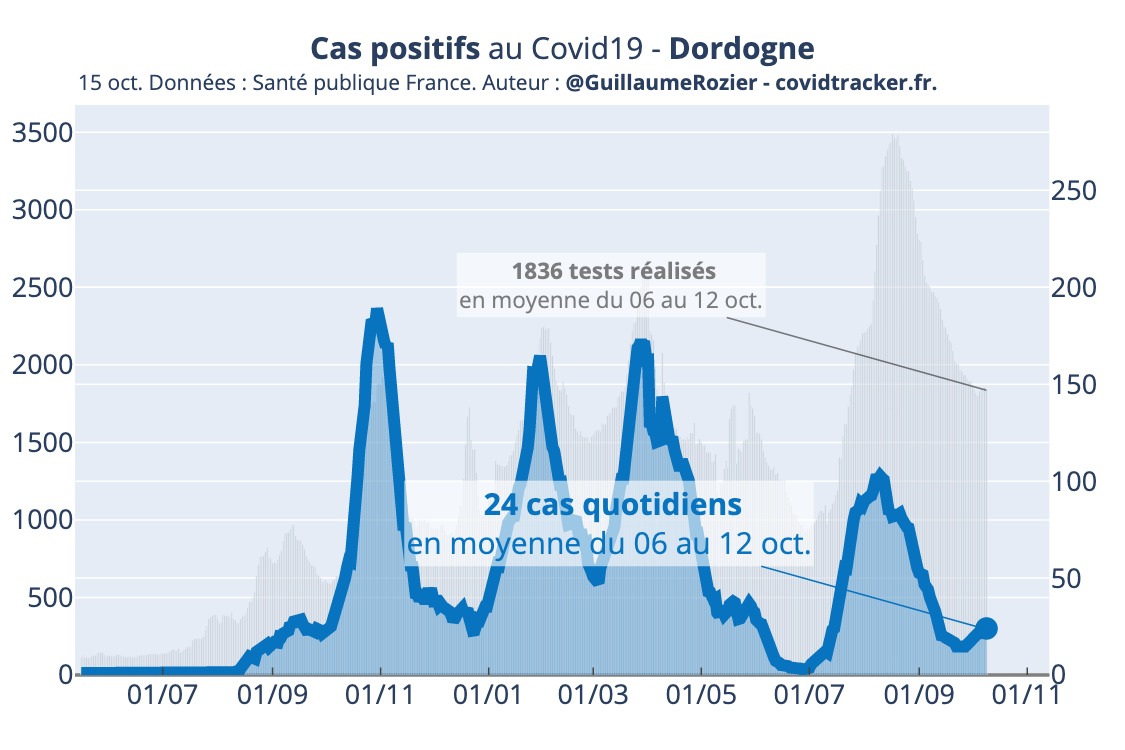 Cas positifs au Covid19 - Dordogne
15 oct. Données : Santé publique France. Auteur : @GuillaumeRozier - covidtracker.fr.
3500
3000
2500
2000
1500
1000
500
0
250
200
150
100
50
0
1836 tests réalisés
en moyenne du 06 au 12 oct.
24 cas quotidiens
en moyenne du 06 au 12 oct.
01/07 01/09 01/11 01/01 01/03 01/05 01/07 01/09 01/11